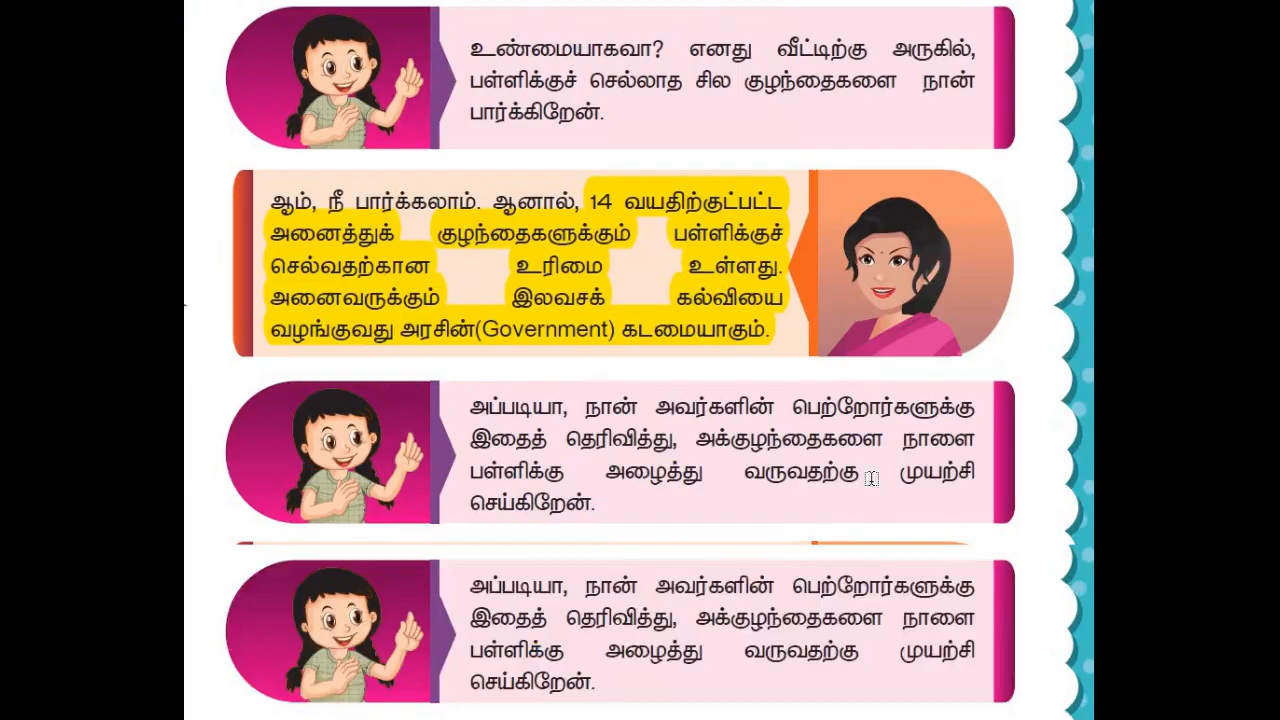 உண்மையாகவா? எனது வீட்டிற்கு அருகில்,
பள்ளிக்குச் செல்லாத சில குழந்தைகளை நான்
பார்க்கிறேன்.
ஆம், நீ பார்க்கலாம். ஆனால், 14 வயதிற்குட்பட்ட
அனைத்துக் குழந்தைகளுக்கும் பள்ளிக்குச்
செல்வதற்கான உரிமை உள்ளது.
அனைவருக்கும் இலவசக் கல்வியை
வழங்குவது அரசின்(Government) கடமையாகும்.
அப்படியா, நான் அவர்களின் பெற்றோர்களுக்கு
இதைத் தெரிவித்து, அக்குழந்தைகளை நாளை
பள்ளிக்கு அழைத்து வருவதற்கு முயற்சி
செய்கிறேன்.
அப்படியா, நான் அவர்களின் பெற்றோர்களுக்கு
இதைத் தெரிவித்து, அக்குழந்தைகளை நாளை
பள்ளிக்கு அழைத்து வருவதற்கு முயற்சி
செய்கிறேன்.